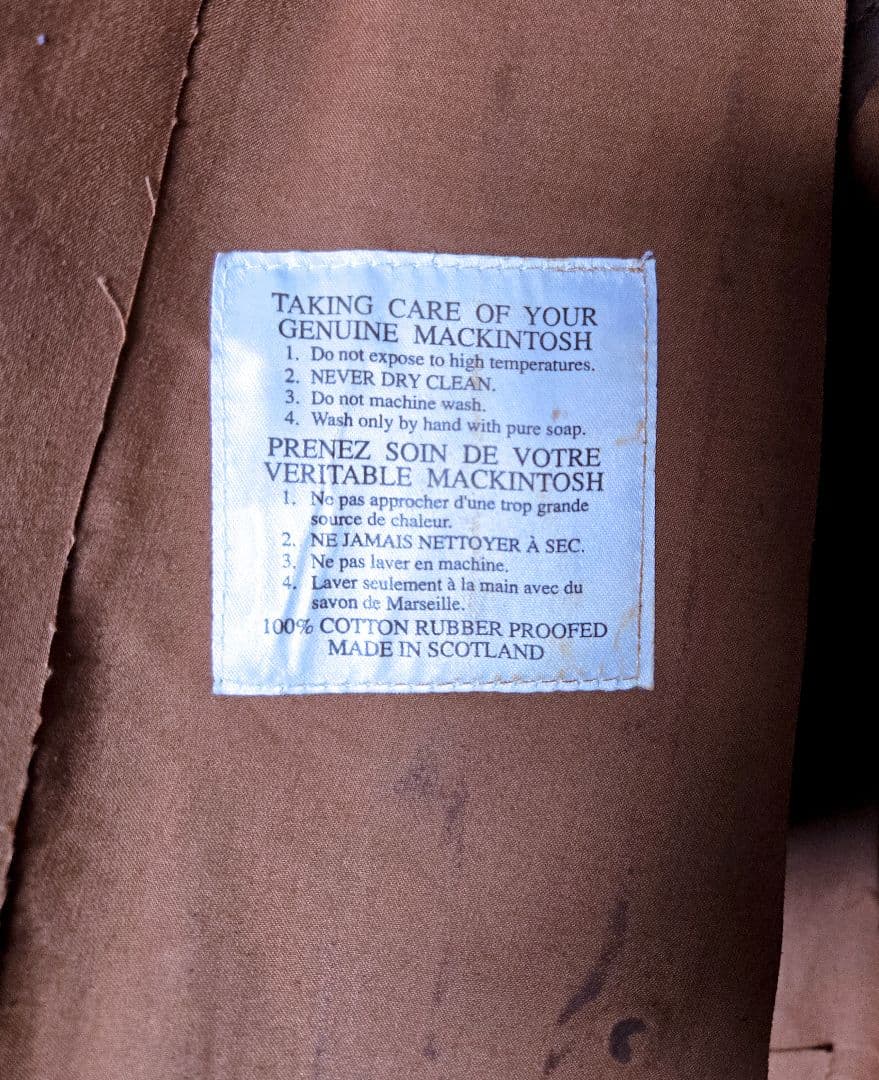 TAKING CARE OF YOUR
GENUINE MACKINTOSH
1. Do not expose to high temperatures.
2. NEVER DRY CLEAN.
3. Do not machine wash.
4. Wash only by hand with pure soap.
PRENEZ SOIN DE VOTRE
VERITABLE MACKINTOSH
1. Ne pas approcher d'une trop grande
source de chaleur.
2. NE JAMAIS NETTOYER À SEC.
3. Ne pas laver en machine.
4. Laver seulement à la main avec du
savon de Marseille.
100% COTTON RUBBER PROOFED
MADE IN SCOTLAND